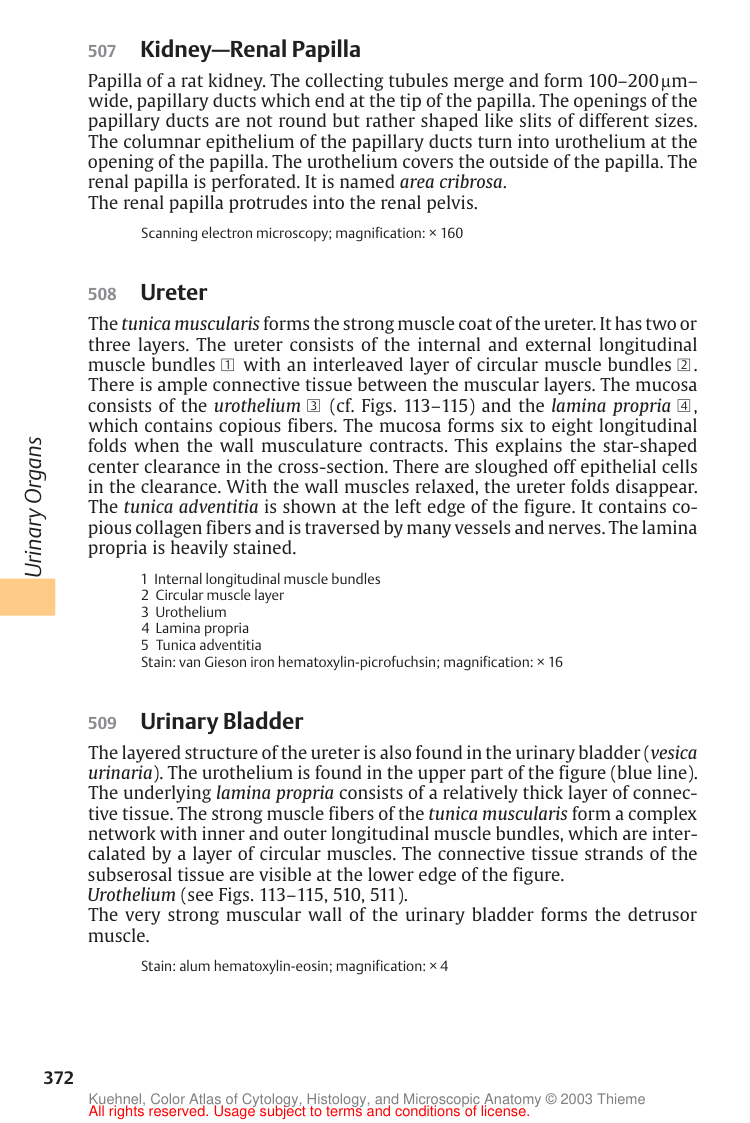 507 Kidney—Renal Papilla
Papilla of a rat kidney. The collecting tubules merge and form 100–200 µm–
wide, papillary ducts which end at the tip of the papilla. The openings of the
papillary ducts are not round but rather shaped like slits of different sizes.
The columnar epithelium of the papillary ducts turn into urothelium at the
opening of the papilla. The urothelium covers the outside of the papilla. The
renal papilla is perforated. It is named area cribrosa.
The renal papilla protrudes into the renal pelvis.
Scanning electron microscopy; magnification: × 160
508 Ureter
The tunica muscularis forms the strong muscle coat of the ureter. It has two or
three layers. The ureter consists of the internal and external longitudinal
muscle bundles 1 with an interleaved layer of circular muscle bundles 2.
There is ample connective tissue between the muscular layers. The mucosa
consists of the urothelium 3 (cf. Figs. 113–115) and the lamina propria 4,
which contains copious fibers. The mucosa forms six to eight longitudinal
folds when the wall musculature contracts. This explains the star-shaped
center clearance in the cross-section. There are sloughed off epithelial cells
in the clearance. With the wall muscles relaxed, the ureter folds disappear.
The tunica adventitia is shown at the left edge of the figure. It contains co-
pious collagen fibers and is traversed by many vessels and nerves. The lamina
propria is heavily stained.
1 Internal longitudinal muscle bundles
2 Circular muscle layer
3 Urothelium
4 Lamina propria
5 Tunica adventitia
Stain: van Gieson iron hematoxylin-picrofuchsin; magnification: × 16
509 Urinary Bladder
The layered structure of the ureter is also found in the urinary bladder (vesica
urinaria). The urothelium is found in the upper part of the figure (blue line).
The underlying lamina propria consists of a relatively thick layer of connec-
tive tissue. The strong muscle fibers of the tunica muscularis form a complex
network with inner and outer longitudinal muscle bundles, which are inter-
calated by a layer of circular muscles. The connective tissue strands of the
subserosal tissue are visible at the lower edge of the figure.
Urothelium (see Figs. 113–115, 510, 511).
The very strong muscular wall of the urinary bladder forms the detrusor
muscle.
Stain: alum hematoxylin-eosin; magnification: × 4
Urinary Organs
372
Kuehnel, Color Atlas of Cytology, Histology, and Microscopic Anatomy © 2003 Thieme
All rights reserved. Usage subject to terms and conditions of license.